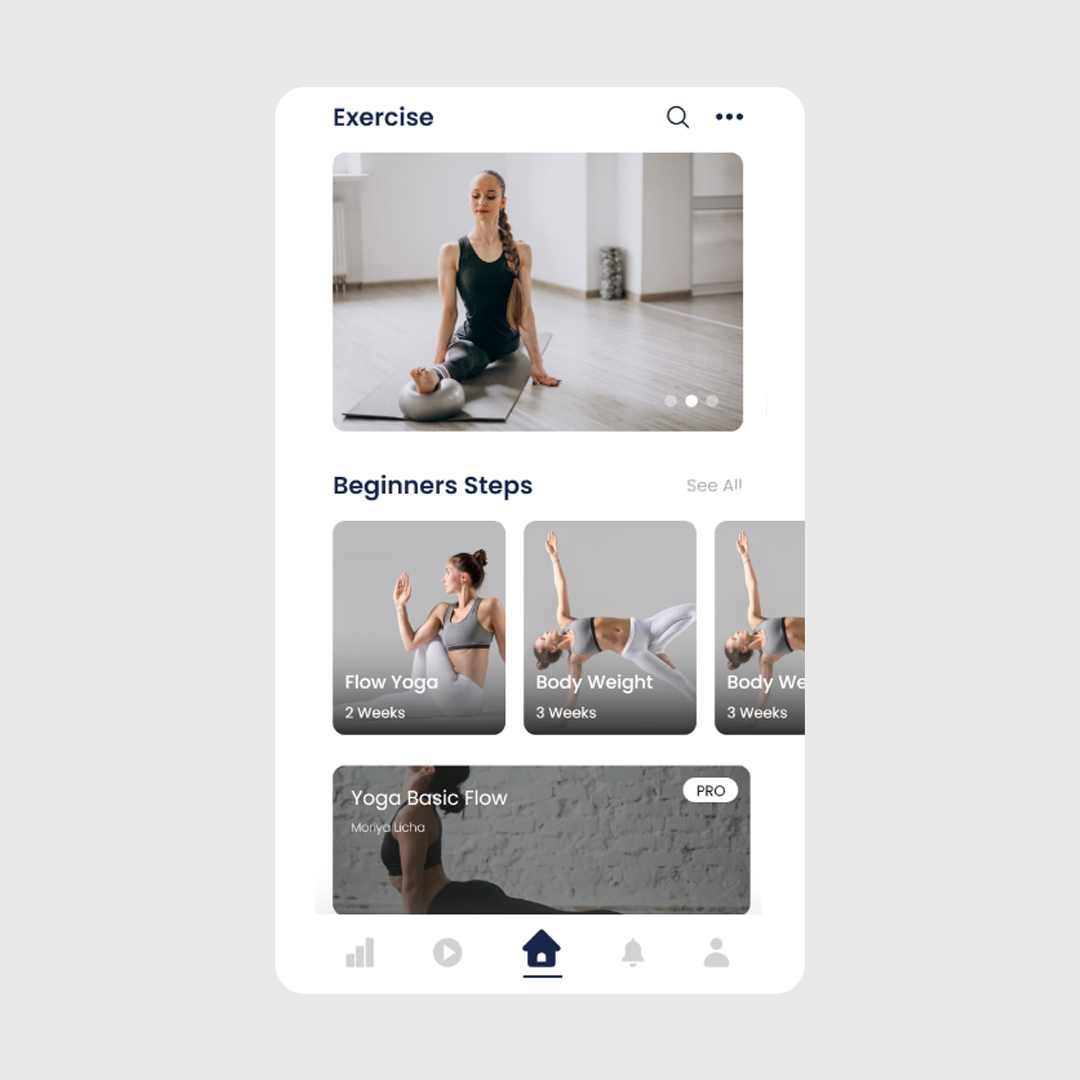 Exercise
Beginners Steps
See All
Flow Yoga
2 Weeks
Body Weight
3 Weeks
Body We
3 Weeks
Yoga Basic Flow
PRO
Moriya Licha